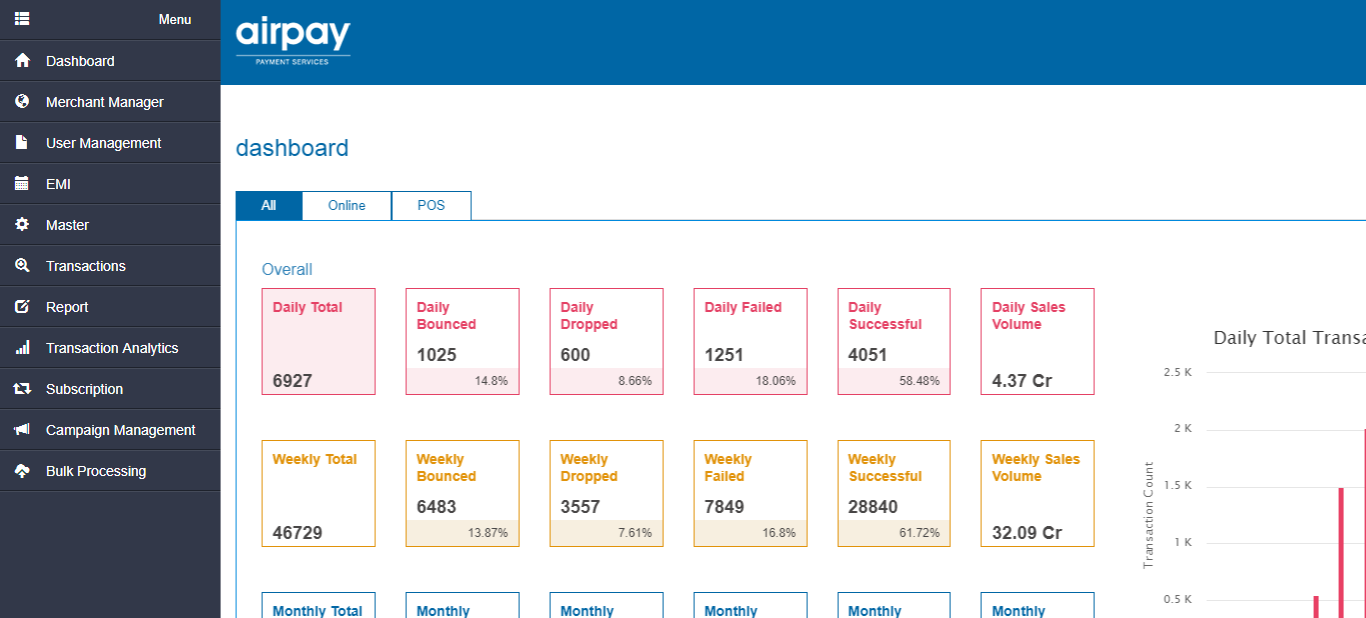 Menu
Dashboard
Merchant Manager
User Management
EMI
Master
Transactions
Report
Transaction Analytics
Subscription
Campaign Management
Bulk Processing
airpay
PAYMENT SERVICES
dashboard
All
Online
POS
Overall
Daily Total
6927
Daily
Bounced
1025
14.8%
Daily
Dropped
600
8.66%
Daily Failed
1251
18.06%
Daily
Successful
4051
58.48%
Daily Sales
Volume
4.37 Cr
Weekly Total
46729
Weekly
Bounced
6483
13.87%
Weekly
Dropped
3557
7.61%
Weekly
Failed
7849
16.8%
Weekly
Successful
28840
61.72%
Weekly Sales
Volume
32.09 Cr
Monthly Total
Monthly
Monthly
Monthly
Monthly
Monthly
Daily Total Transa
2.5 K
2 K
1.5 K
1 K
0.5 K
Transaction Count